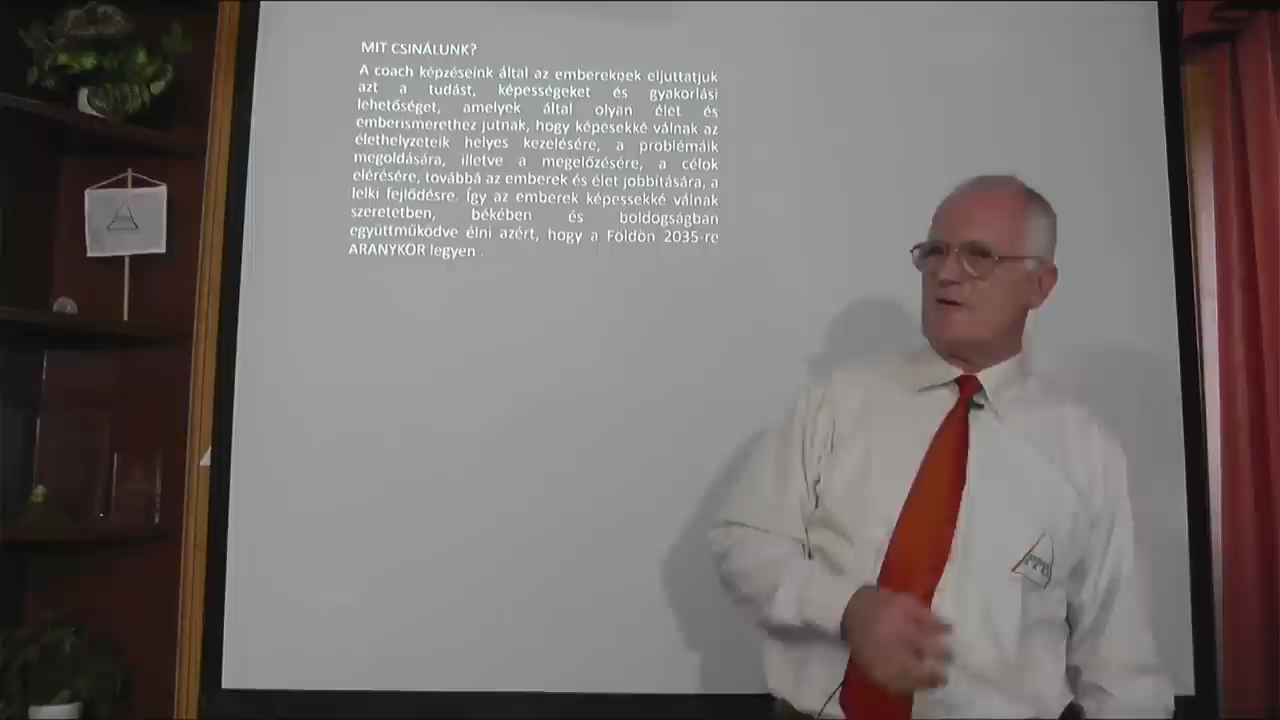 MIT CSINÁLUNK?
A coach képzéseink által az embereknek eljuttatjuk
azt a tudást, képességeket és gyakorlási
lehetőséget, amelyek által olyan élet és
emberismerethez jutnak, hogy képesekké válnak az
élethelyzeteik helyes kezelésére, a problémáik
megoldására, illetve a megelőzésére, a célok
elérésére, továbbá az emberek és élet jobbítására, a
lelki fejlődésre. Így az emberek képessekké válnak
szeretetben, békében és boldogságban
együttműködve élni azért, hogy a Földön 2035-re
ARANYKOR legyen .